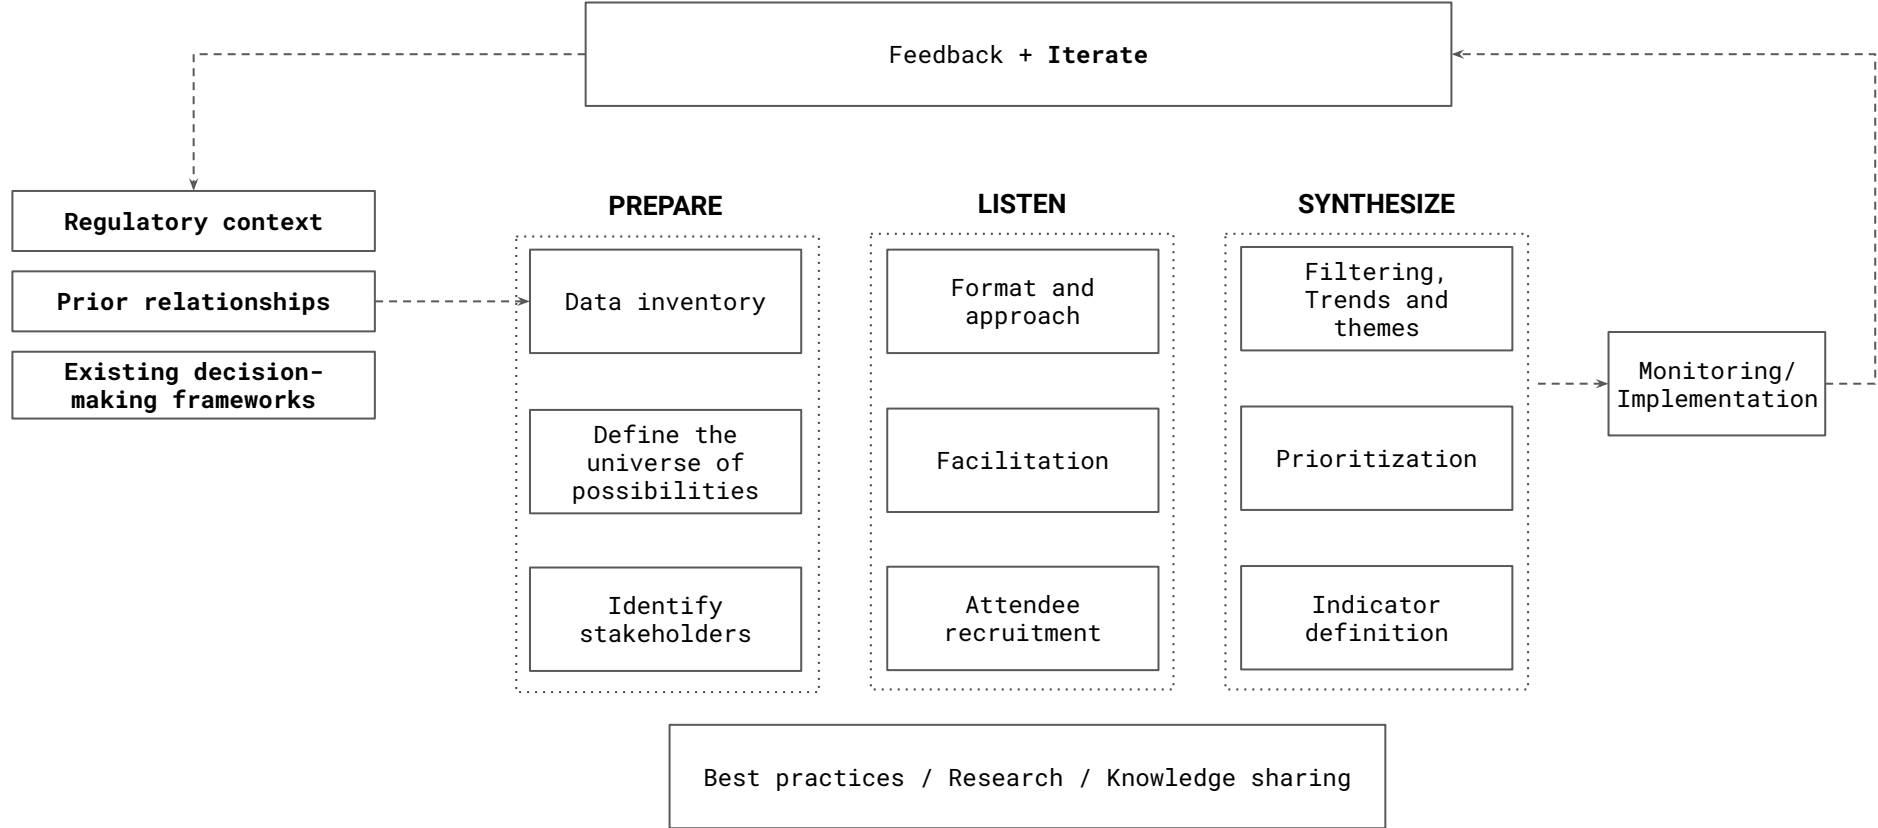 Feedback + Iterate
Regulatory context
Prior relationships
Existing decision-
making frameworks
PREPARE
Data inventory
Define the
universe of
possibilities
Identify
stakeholders
LISTEN
Format and
approach
Facilitation
Attendee
recruitment
SYNTHESIZE
Filtering,
Trends and
themes
Prioritization
Indicator
definition
Monitoring/
Implementation
Best practices / Research / Knowledge sharing